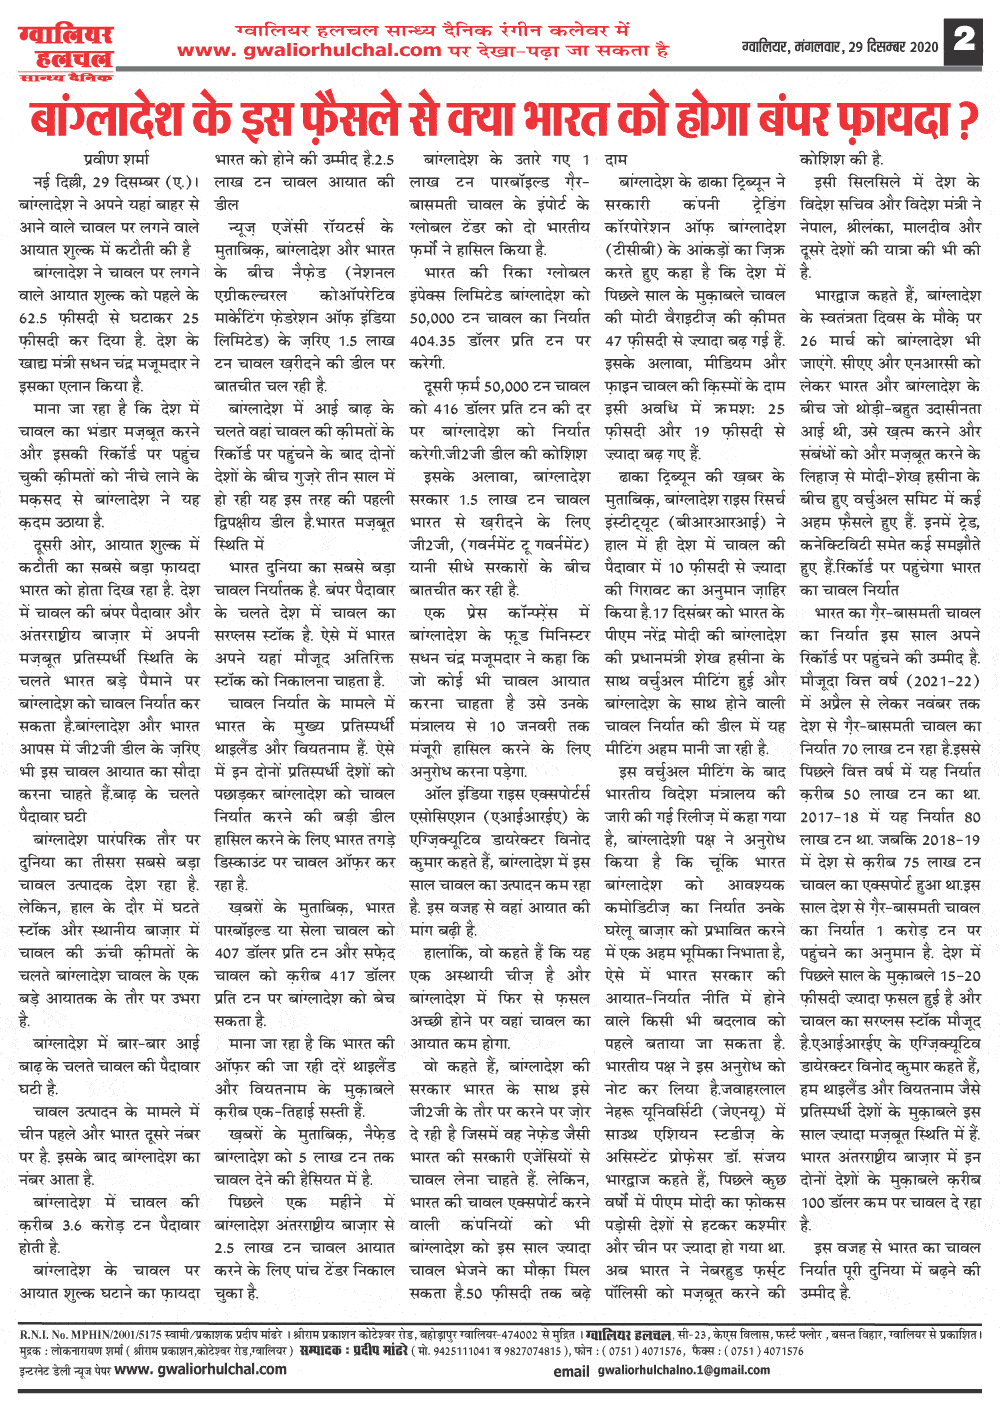 ग्वालियर
हलचल
सान्ध्य दैनिक
ग्वालियर हलचल सान्ध्य दैनिक रंगीन कलेवर में
www. gwaliorhulchal.com पर देखा-पढ़ा जा सकता है
ग्वालियर, मंगलवार, 29 दिसम्बर 2020
2
बांग्लादेश के इस फ़ैसले से क्या भारत को होगा बंपर फ़ायदा ?
प्रवीण शर्मा
नई दिल्ली, 29 दिसम्बर (ए.)।
बांग्लादेश ने अपने यहां बाहर से
आने वाले चावल पर लगने वाले
आयात शुल्क में कटौती की है
बांग्लादेश ने चावल पर लगने
वाले आयात शुल्क को पहले के
62.5 फ़ीसदी से घटाकर 25
फ़ीसदी कर दिया है. देश के
खाद्य मंत्री सधन चंद्र मजूमदार ने
इसका एलान किया है.
माना जा रहा है कि देश में
चावल का भंडार मज़बूत करने
और इसकी रिकॉर्ड पर पहुंच
चुकी क़ीमतों को नीचे लाने के
मक़सद से बांग्लादेश ने यह
क़दम उठाया है.
दूसरी ओर, आयात शुल्क में
कटौती का सबसे बड़ा फ़ायदा
भारत को होता दिख रहा है. देश
में चावल की बंपर पैदावार और
अंतरराष्ट्रीय बाज़ार में अपनी
मज़बूत प्रतिस्पर्धी स्थिति के
चलते भारत बड़े पैमाने पर
बांग्लादेश को चावल निर्यात कर
सकता है.बांग्लादेश और भारत
आपस में जी2जी डील के ज़रिए
भी इस चावल आयात का सौदा
करना चाहते हैं.बाढ़ के चलते
पैदावार घटी
बांग्लादेश पारंपरिक तौर पर
दुनिया का तीसरा सबसे बड़ा
चावल उत्पादक देश रहा है.
लेकिन, हाल के दौर में घटते
स्टॉक और स्थानीय बाज़ार में
चावल की ऊंची क़ीमतों के
चलते बांग्लादेश चावल के एक
बड़े आयातक के तौर पर उभरा
है.
बांग्लादेश में बार-बार आई
बाढ़ के चलते चावल की पैदावार
घटी है.
चावल उत्पादन के मामले में
चीन पहले और भारत दूसरे नंबर
पर है. इसके बाद बांग्लादेश का
नंबर आता है.
बांग्लादेश में चावल की
क़रीब 3.6 करोड़ टन पैदावार
होती है.
बांग्लादेश के चावल पर
आयात शुल्क घटाने का फ़ायदा
भारत को होने की उम्मीद है.2.5
लाख टन चावल आयात की
डील
न्यूज़ एजेंसी रॉयटर्स के
मुताबिक़, बांग्लादेश और भारत
के बीच नैफ़ेड (नेशनल
एग्रीकल्चरल कोऑपरेटिव
मार्केटिंग फ़ेडरेशन ऑफ इंडिया
लिमिटेड) के ज़रिए 1.5 लाख
टन चावल ख़रीदने की डील पर
बातचीत चल रही है.
बांग्लादेश में आई बाढ़ के
चलते वहां चावल की क़ीमतों के
रिकॉर्ड पर पहुंचने के बाद दोनों
देशों के बीच गुज़रे तीन साल में
हो रही यह इस तरह की पहली
द्विपक्षीय डील है.भारत मज़बूत
स्थिति में
भारत दुनिया का सबसे बड़ा
चावल निर्यातक है. बंपर पैदावार
के चलते देश में चावल का
सरप्लस स्टॉक है. ऐसे में भारत
अपने यहां मौजूद अतिरिक्त
स्टॉक को निकालना चाहता है.
चावल निर्यात के मामले में
भारत के मुख्य प्रतिस्पर्धी
थाइलैंड और वियतनाम हैं. ऐसे
में इन दोनों प्रतिस्पर्धी देशों को
पछाड़कर बांग्लादेश को चावल
निर्यात करने की बड़ी डील
हासिल करने के लिए भारत तगड़े
डिस्काउंट पर चावल ऑफ़र कर
रहा है.
ख़बरों के मुताबिक़, भारत
पारबॉइल्ड या सेला चावल को
407 डॉलर प्रति टन और सफ़ेद
चावल को क़रीब 417 डॉलर
प्रति टन पर बांग्लादेश को बेच
सकता है.
माना जा रहा है कि भारत की
ऑफ़र की जा रही दरें थाइलैंड
और वियतनाम के मुक़ाबले
क़रीब एक-तिहाई सस्ती हैं.
ख़बरों के मुताबिक़, नैफ़ेड
बांग्लादेश को 5 लाख टन तक
चावल देने की हैसियत में है.
पिछले एक महीने में
बांग्लादेश अंतरराष्ट्रीय बाज़ार से
2.5 लाख टन चावल आयात
करने के लिए पांच टेंडर निकाल
चुका है.
बांग्लादेश के उतारे गए 1
लाख टन पारबॉइल्ड ग़ैर-
बासमती चावल के इंपोर्ट के
ग्लोबल टेंडर को दो भारतीय
फ़र्मों ने हासिल किया है.
भारत की रिका ग्लोबल
इंपेक्स लिमिटेड बांग्लादेश को
50,000 टन चावल का निर्यात
404.35 डॉलर प्रति टन पर
करेगी.
दूसरी फ़र्म 50,000 टन चावल
को 416 डॉलर प्रति टन की दर
पर बांग्लादेश को निर्यात
करेगी.जी2जी डील की कोशिश
इसके अलावा, बांग्लादेश
सरकार 1.5 लाख टन चावल
भारत से ख़रीदने के लिए
जी2जी, (गवर्नमेंट टू गवर्नमेंट)
यानी सीधे सरकारों के बीच
बातचीत कर रही है.
एक प्रेस कॉन्फ्रेंस में
बांग्लादेश के फ़ूड मिनिस्टर
सधन चंद्र मजूमदार ने कहा कि
जो कोई भी चावल आयात
करना चाहता है उसे उनके
मंत्रालय से 10 जनवरी तक
मंज़ूरी हासिल करने के लिए
अनुरोध करना पड़ेगा.
ऑल इंडिया राइस एक्सपोर्टर्स
एसोसिएशन (एआईआरईए) के
एग्ज़िक्यूटिव डायरेक्टर विनोद
कुमार कहते हैं, बांग्लादेश में इस
साल चावल का उत्पादन कम रहा
है. इस वजह से वहां आयात की
मांग बढ़ी है.
हालांकि, वो कहते हैं कि यह
एक अस्थायी चीज़ है और
बांग्लादेश में फिर से फ़सल
अच्छी होने पर वहां चावल का
आयात कम होगा.
वो कहते हैं, बांग्लादेश की
सरकार भारत के साथ इसे
जी2जी के तौर पर करने पर ज़ोर
दे रही है जिसमें वह नेफ़ेड जैसी
भारत की सरकारी एजेंसियों से
चावल लेना चाहते हैं. लेकिन,
भारत की चावल एक्सपोर्ट करने
वाली कंपनियों को भी
बांग्लादेश को इस साल ज़्यादा
चावल भेजने का मौक़ा मिल
सकता है.50 फ़ीसदी तक बढ़े
दाम
बांग्लादेश के ढाका ट्रिब्यून ने
सरकारी कंपनी ट्रेडिंग
कॉरपोरेशन ऑफ़ बांग्लादेश
(टीसीबी) के आंकड़ों का ज़िक्र
करते हुए कहा है कि देश में
पिछले साल के मुक़ाबले चावल
की मोटी वैराइटीज़ की क़ीमत
47 फ़ीसदी से ज़्यादा बढ़ गई हैं.
इसके अलावा, मीडियम और
फ़ाइन चावल की क़िस्मों के दाम
इसी अवधि में क्रमशः 25
फ़ीसदी और 19 फ़ीसदी से
ज़्यादा बढ़ गए हैं.
ढाका ट्रिब्यून की ख़बर के
मुताबिक़, बांग्लादेश राइस रिसर्च
इंस्टीट्यूट (बीआरआरआई) ने
हाल में ही देश में चावल की
पैदावार में 10 फ़ीसदी से ज़्यादा
की गिरावट का अनुमान ज़ाहिर
किया है.17 दिसंबर को भारत के
पीएम नरेंद्र मोदी की बांग्लादेश
की प्रधानमंत्री शेख हसीना के
साथ वर्चुअल मीटिंग हुई और
बांग्लादेश के साथ होने वाली
चावल निर्यात की डील में यह
मीटिंग अहम मानी जा रही है.
इस वर्चुअल मीटिंग के बाद
भारतीय विदेश मंत्रालय की
जारी की गई रिलीज़ में कहा गया
है, बांग्लादेशी पक्ष ने अनुरोध
किया है कि चूंकि भारत
बांग्लादेश को आवश्यक
कमोडिटीज़ का निर्यात उनके
घरेलू बाज़ार को प्रभावित करने
में एक अहम भूमिका निभाता है,
ऐसे में भारत सरकार की
आयात-निर्यात नीति में होने
वाले किसी भी बदलाव को
पहले बताया जा सकता है.
भारतीय पक्ष ने इस अनुरोध को
नोट कर लिया है.जवाहरलाल
नेहरू यूनिवर्सिटी (जेएनयू) में
साउथ एशियन स्टडीज़ के
असिस्टेंट प्रोफ़ेसर डॉ. संजय
भारद्वाज कहते हैं, पिछले कुछ
वर्षों में पीएम मोदी का फ़ोकस
पड़ोसी देशों से हटकर कश्मीर
और चीन पर ज़्यादा हो गया था.
अब भारत ने नेबरहुड फ़र्स्ट
पॉलिसी को मज़बूत करने की
कोशिश की है.
इसी सिलसिले में देश के
विदेश सचिव और विदेश मंत्री ने
नेपाल, श्रीलंका, मालदीव और
दूसरे देशों की यात्रा की भी की
है.
भारद्वाज कहते हैं, बांग्लादेश
के स्वतंत्रता दिवस के मौक़े पर
26 मार्च को बांग्लादेश भी
जाएंगे. सीएए और एनआरसी को
लेकर भारत और बांग्लादेश के
बीच जो थोड़ी-बहुत उदासीनता
आई थी, उसे ख़त्म करने और
संबंधों को और मज़बूत करने के
लिहाज़ से मोदी-शेख़ हसीना के
बीच हुए वर्चुअल समिट में कई
अहम फ़ैसले हुए हैं. इनमें ट्रेड,
कनेक्टिविटी समेत कई समझौते
हुए हैं.रिकॉर्ड पर पहुंचेगा भारत
का चावल निर्यात
भारत का ग़ैर-बासमती चावल
का निर्यात इस साल अपने
रिकॉर्ड पर पहुंचने की उम्मीद है.
मौजूदा वित्त वर्ष (2021-22)
में अप्रैल से लेकर नवंबर तक
देश से ग़ैर-बासमती चावल का
निर्यात 70 लाख टन रहा है.इससे
पिछले वित्त वर्ष में यह निर्यात
क़रीब 50 लाख टन का था.
2017-18 में यह निर्यात 80
लाख टन था. जबकि 2018-19
में देश से क़रीब 75 लाख टन
चावल का एक्सपोर्ट हुआ था.इस
साल देश से ग़ैर-बासमती चावल
का निर्यात 1 करोड़ टन पर
पहुंचने का अनुमान है. देश में
पिछले साल के मुक़ाबले 15-20
फ़ीसदी ज़्यादा फ़सल हुई है और
चावल का सरप्लस स्टॉक मौजूद
है.एआईआरईए के एग्ज़िक्यूटिव
डायरेक्टर विनोद कुमार कहते हैं,
हम थाइलैंड और वियतनाम जैसे
प्रतिस्पर्धी देशों के मुक़ाबले इस
साल ज़्यादा मज़बूत स्थिति में हैं.
भारत अंतरराष्ट्रीय बाज़ार में इन
दोनों देशों के मुक़ाबले क़रीब
100 डॉलर कम पर चावल दे रहा
है.
इस वजह से भारत का चावल
निर्यात पूरी दुनिया में बढ़ने की
उम्मीद है.
R.N.I. No. MPHIN/2001/5175 स्वामी/प्रकाशक प्रदीप मांढरे । श्रीराम प्रकाशन कोटेश्वर रोड, बहोड़ापुर ग्वालियर-474002 से मुद्रित । ग्वालियर हलचल, सी-23, केएस विलास, फर्स्ट फ्लोर , बसन्त विहार, ग्वालियर से प्रकाशित।
मुद्रक : लोकनारायण शर्मा ( श्रीराम प्रकाशन,कोटेश्वर रोड,ग्वालियर ) सम्पादक : प्रदीप मांढरे ( मो. 9425111041 व 9827074815 ), फोन : ( 0751 ) 4071576, फैक्स : ( 0751 ) 4071576
इन्टरनेट डेली न्यूज पेपर www. gwaliorhulchal.com email gwaliorhulchalno.1@gmail.com